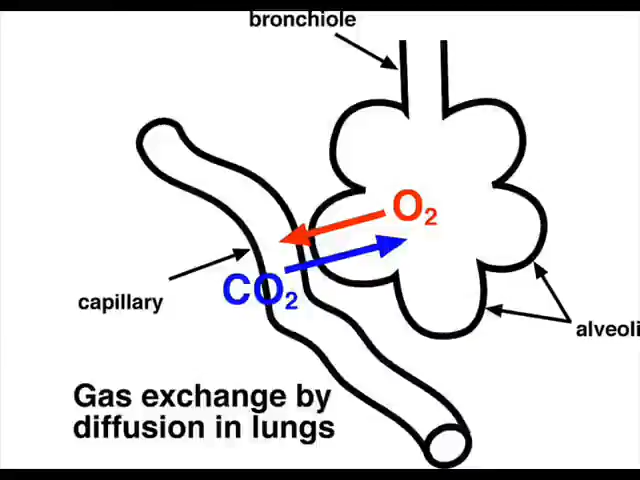 bronchiole
O₂
CO₂
capillary
alveoli
Gas exchange by
diffusion in lungs